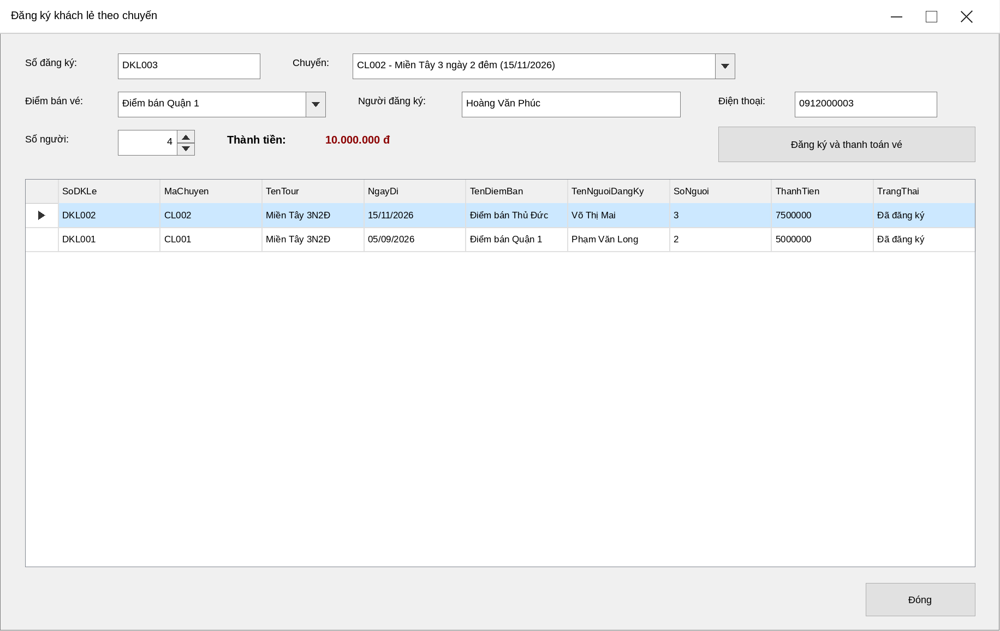 Đăng ký khách lẻ theo chuyến
Số đăng ký: DKL003 Chuyến: CL002 - Miền Tây 3 ngày 2 đêm (15/11/2026)
Điểm bán vé: Điểm bán Quận 1 Người đăng ký: Hoàng Văn Phúc Điện thoại: 0912000003
Số người: 4 Thành tiền: 10.000.000 đ Đăng ký và thanh toán vé
SoDKLe MaChuyen TenTour NgayDi TenDiemBan TenNguoiDangKy SoNguoi ThanhTien TrangThai
DKL002 CL002 Miền Tây 3N2Đ 15/11/2026 Điểm bán Thủ Đức Võ Thị Mai 3 7500000 Đã đăng ký
DKL001 CL001 Miền Tây 3N2Đ 05/09/2026 Điểm bán Quận 1 Phạm Văn Long 2 5000000 Đã đăng ký
Đóng